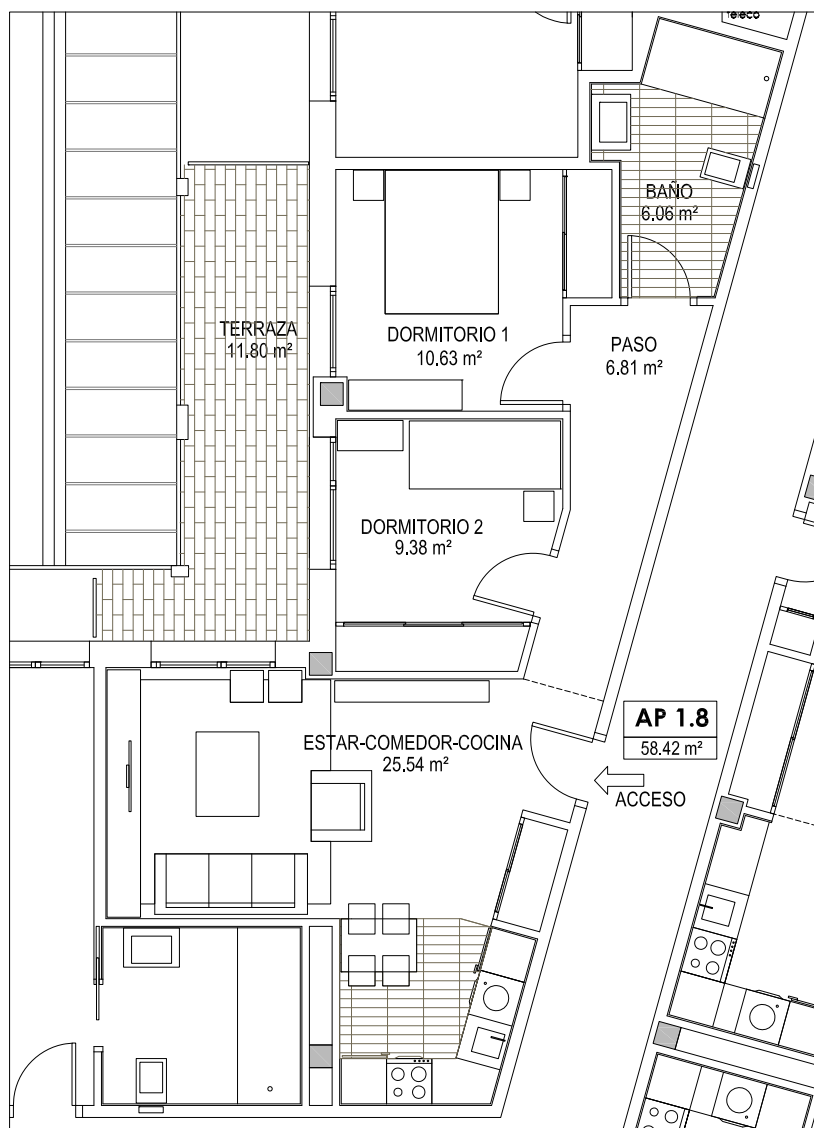 Teleco
BAÑO
6.06 m²
TERRAZA
11.80 m²
DORMITORIO 1
10.63 m²
PASO
6.81 m²
DORMITORIO 2
9.38 m²
AP 1.8
58.42 m²
ESTAR-COMEDOR-COCINA
25.54 m²
ACCESO